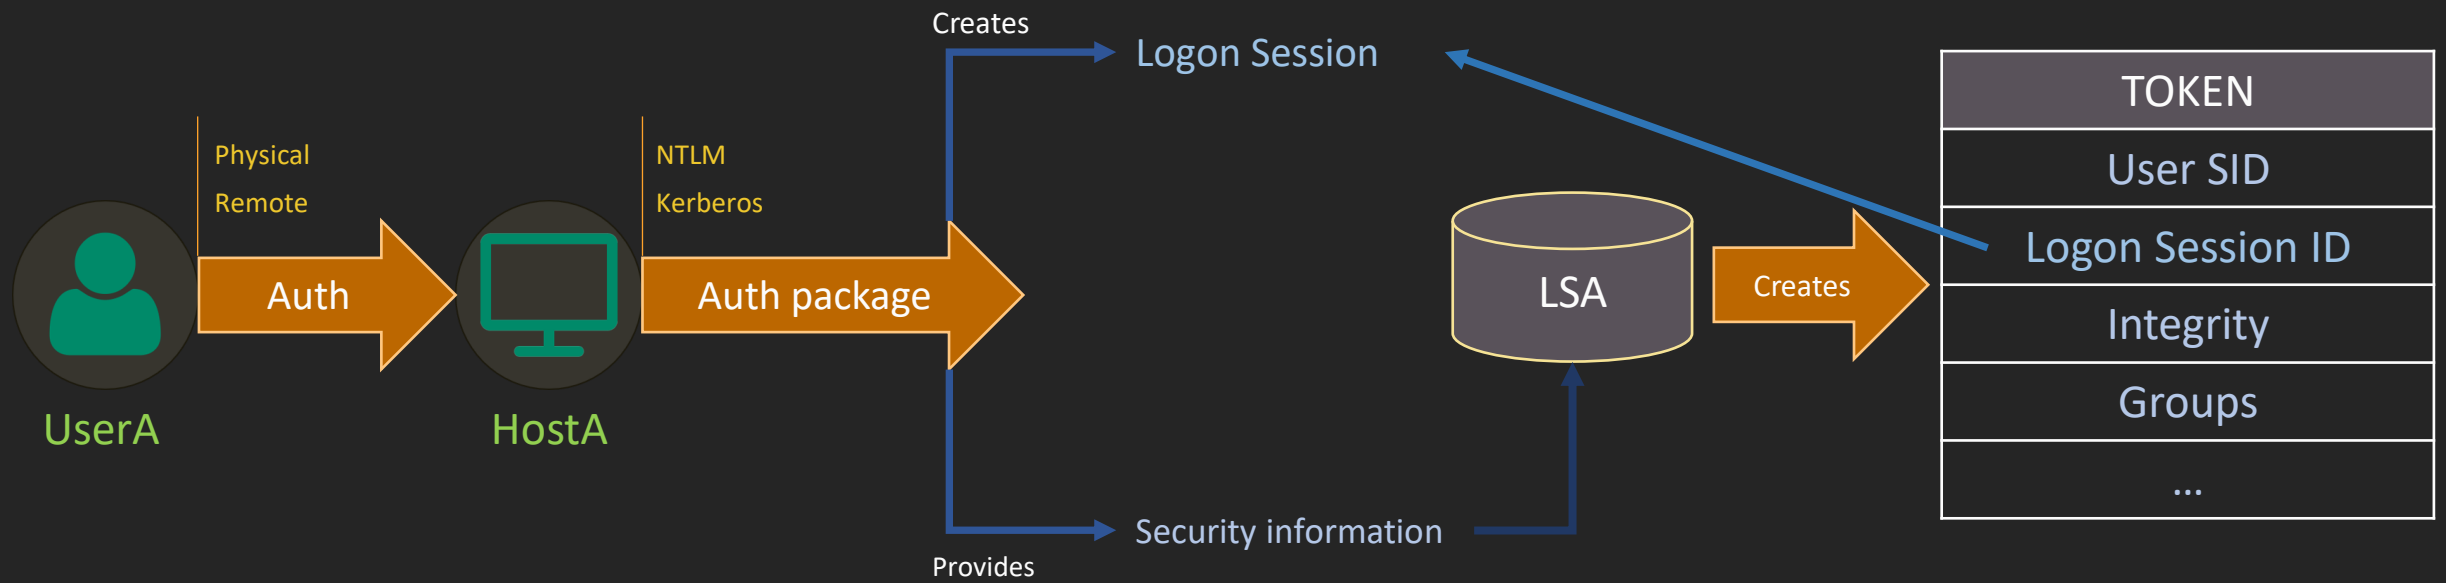 Physical
Remote
Auth
UserA
HostA
NTLM
Kerberos
Auth package
Creates
Logon Session
Provides
Security information
LSA
Creates
TOKEN
User SID
Logon Session ID
Integrity
Groups
...